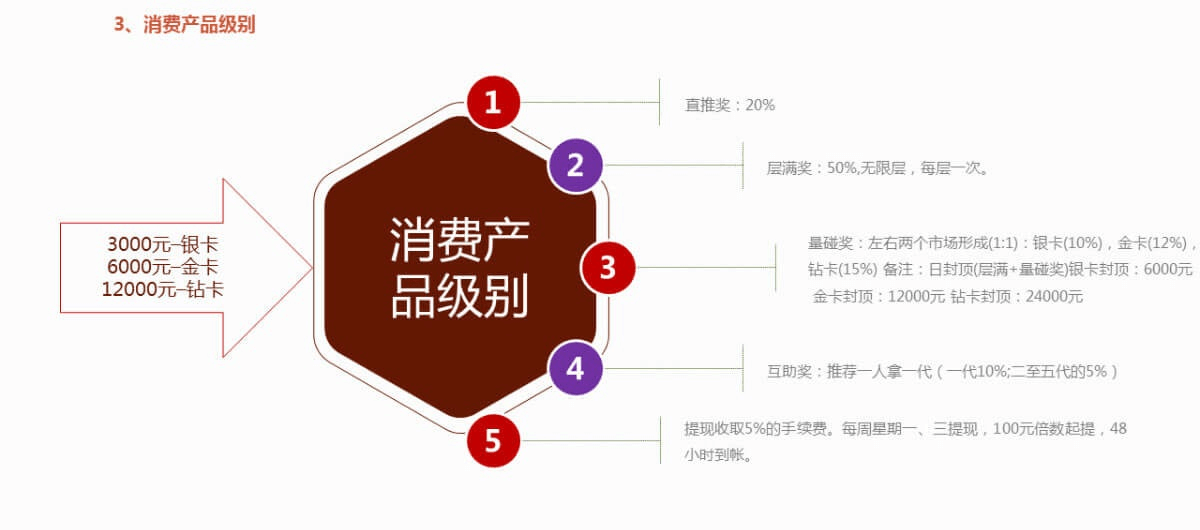 3、消费产品级别
3000元–银卡
6000元–金卡
12000元–钻卡
消费产
品级别
1
直推奖：20%
2
层满奖：50%,无限层，每层一次。
3
量碰奖：左右两个市场形成(1:1)：银卡(10%)，金卡(12%)，
钻卡(15%) 备注：日封顶(层满+量碰奖)银卡封顶：6000元
金卡封顶：12000元 钻卡封顶：24000元
4
互助奖：推荐一人拿一代（一代10%;二至五代的5%）
5
提现收取5%的手续费。每周星期一、三提现，100元倍数起提，48
小时到帐。